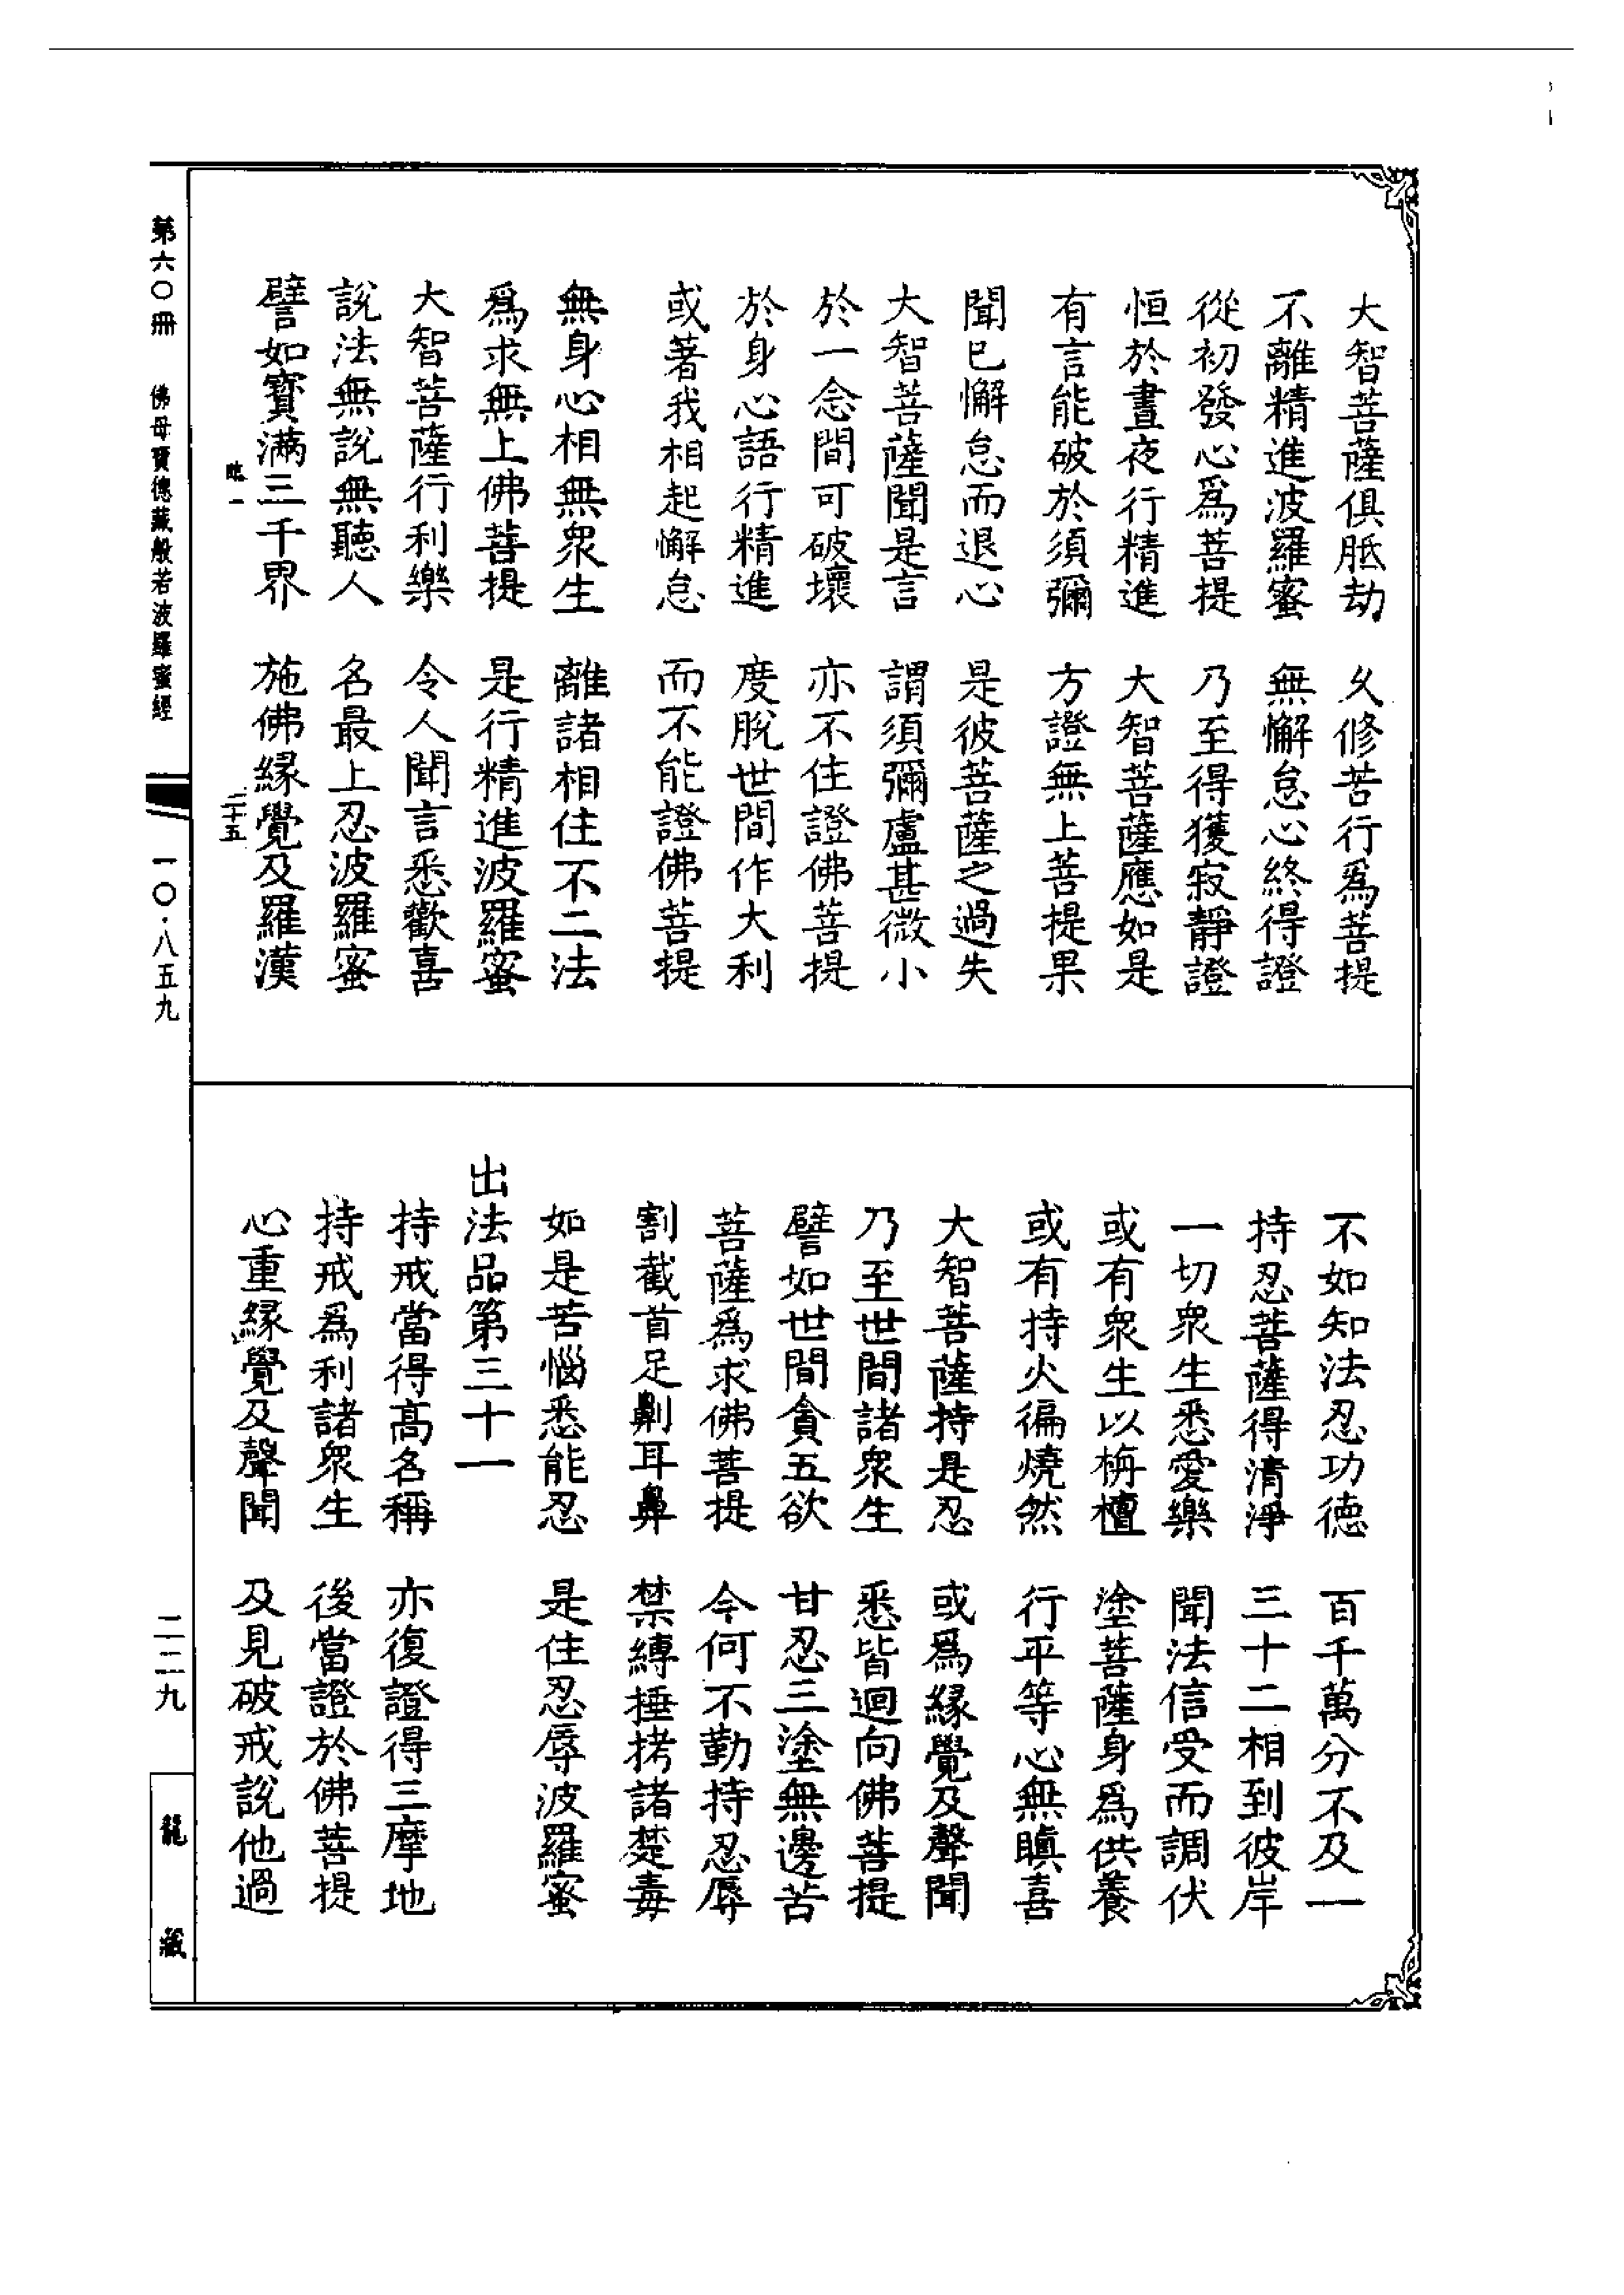 大智菩薩俱胝劫　久修苦行爲菩提
不離精進波羅蜜　無懈怠心終得證
從初發心爲菩提　乃至得獲寂靜證
恒於晝夜行精進　大智菩薩應如是
有言能破於須彌　方證無上菩提果
聞已懈怠而退心　是彼菩薩之過失
大智菩薩聞是言　謂須彌盧甚微小
於一念間可破壞　亦不住證佛菩提
於身心語行精進　度脫世間作大利
或著我相起懈怠　而不能證佛菩提
無身心相無衆生　離諸相住不二法
爲求無上佛菩提　是行精進波羅蜜
大智菩薩行利樂　令人聞言悉歡喜
說法無說無聽人　名最上忍波羅蜜
譬如寶滿三千界　施佛緣覺及羅漢
不如知法忍功德　百千萬分不及一
持忍菩薩得清淨　三十二相到彼岸
一切衆生悉愛樂　聞法信受而調伏
或有衆生以栴檀　塗菩薩身爲供養
或有持火徧燒然　行平等心無瞋喜
大智菩薩持是忍　或爲緣覺及聲聞
乃至世間諸衆生　悉皆迴向佛菩提
譬如世間貪五欲　甘忍三塗無邊苦
菩薩爲求佛菩提　今何不勤持忍辱
割截首足劓耳鼻　禁縛捶拷諸楚毒
如是苦惱悉能忍　是住忍辱波羅蜜
出法品第三十一
持戒當得高名稱　亦復證得三摩地
持戒爲利諸衆生　後當證於佛菩提
心重緣覺及聲聞　及見破戒說他過
二十五
第六〇冊　佛母寶德藏般若波羅蜜經　一〇·八五九
二二九
龍藏